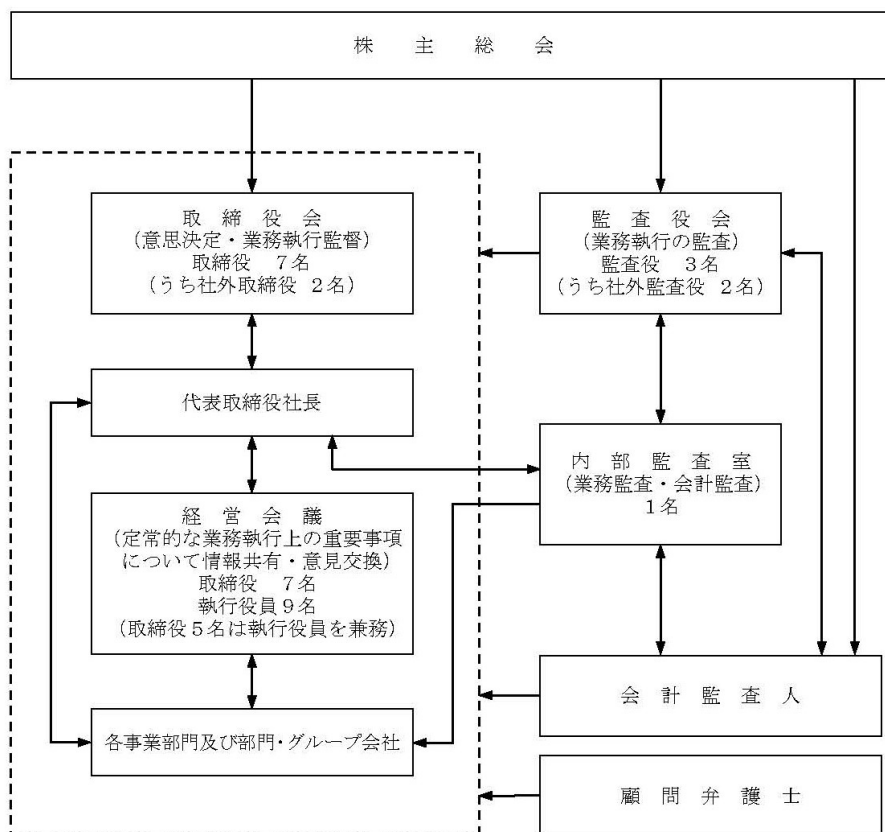 株主総会
取締役会
(意思決定・業務執行監督)
取締役 7名
(うち社外取締役 2名)
監査役会
(業務執行の監査)
監査役 3名
(うち社外監査役 2名)
代表取締役社長
内部監査室
(業務監査・会計監査)
1名
経営会議
(定常的な業務執行上の重要事項
について情報共有・意見交換)
取締役 7名
執行役員9名
(取締役5名は執行役員を兼務)
会計監査人
各事業部門及び部門・グループ会社
顧問弁護士